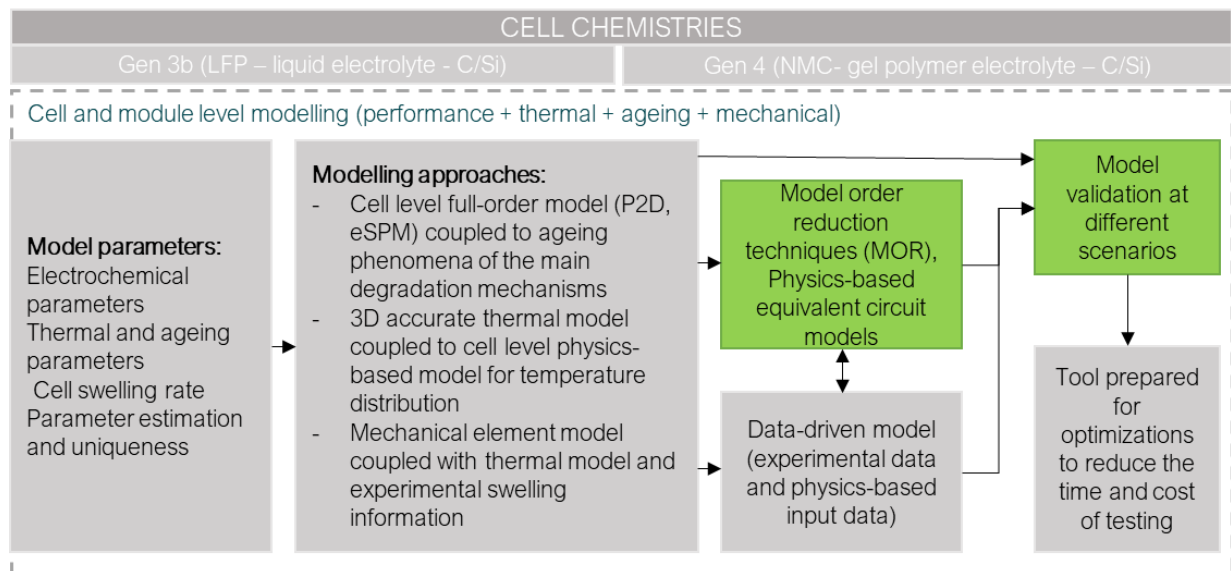 CELL CHEMISTRIES
Gen 3b (LFP – liquid electrolyte - C/Si)
Gen 4 (NMC- gel polymer electrolyte – C/Si)
Cell and module level modelling (performance + thermal + ageing + mechanical)
Model parameters:
Electrochemical
parameters
Thermal and ageing
parameters
Cell swelling rate
Parameter estimation
and uniqueness
Modelling approaches:
- Cell level full-order model (P2D,
eSPM) coupled to ageing
phenomena of the main
degradation mechanisms
- 3D accurate thermal model
coupled to cell level physics-
based model for temperature
distribution
- Mechanical element model
coupled with thermal model and
experimental swelling
information
Model order
reduction
techniques (MOR),
Physics-based
equivalent circuit
models
Data-driven model
(experimental data
and physics-based
input data)
Model
validation at
different
scenarios
Tool prepared
for
optimizations
to reduce the
time and cost
of testing